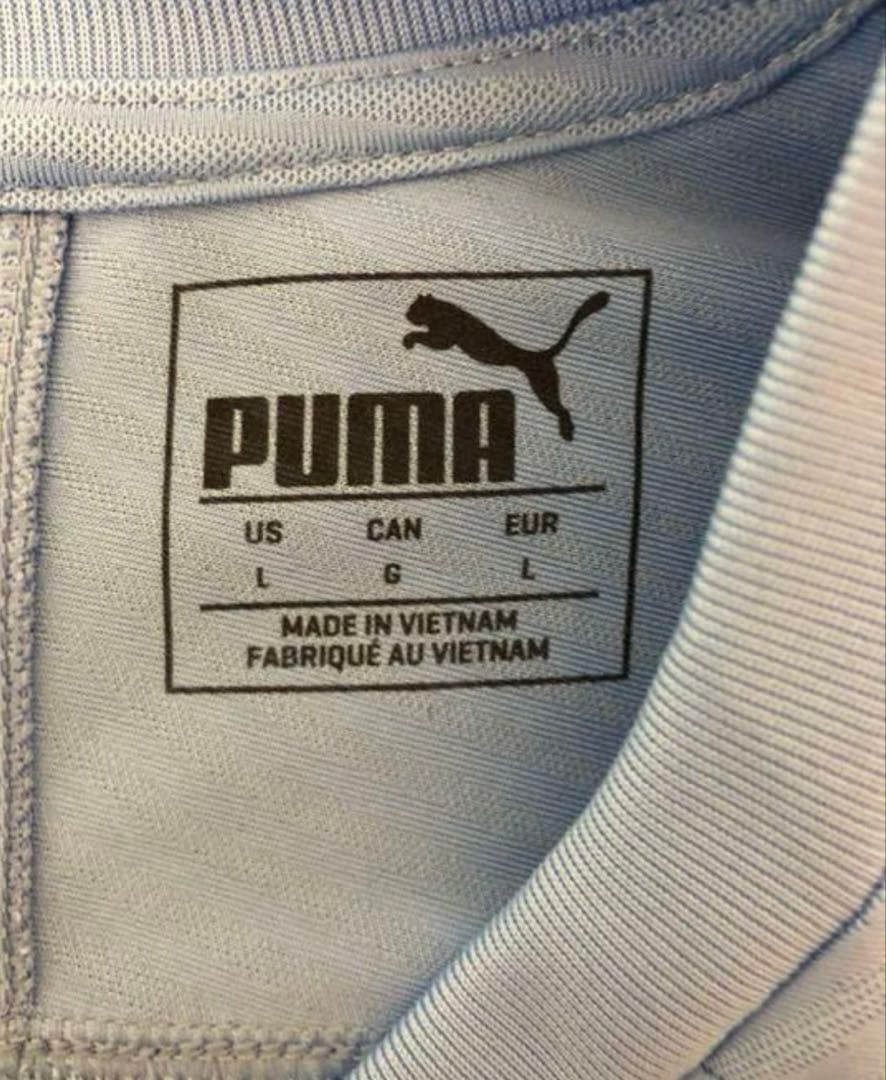 PUMA
US CAN EUR
L G L
MADE IN VIETNAM
FABRIQUÉ AU VIETNAM